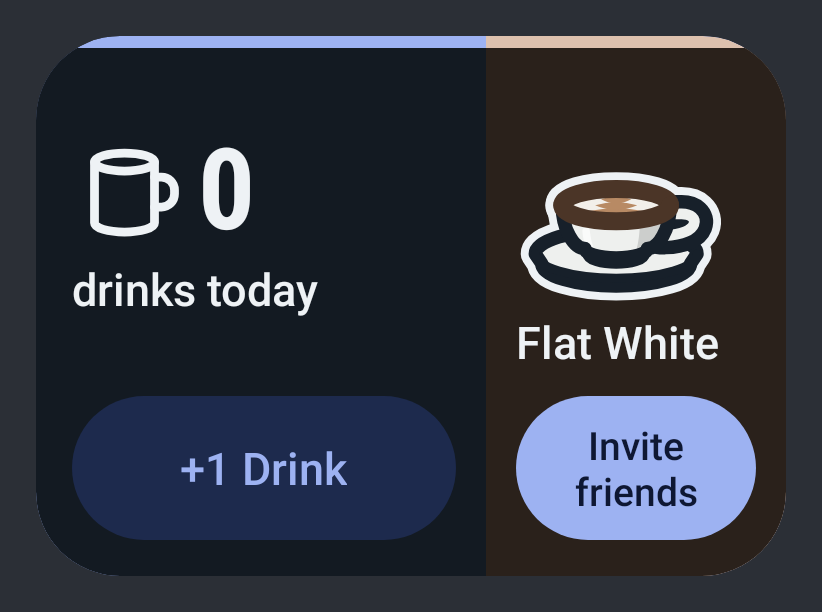 0
drinks today
+1 Drink
Flat White
Invite
friends